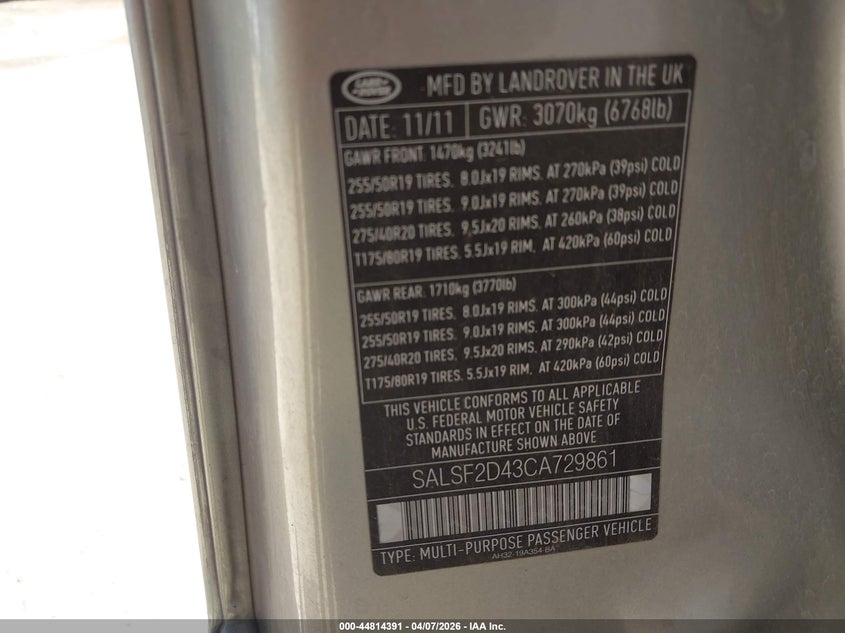 LAND ROVER
MFD BY LANDROVER IN THE UK
DATE: 11/11 GWR: 3070kg (6768lb)
GAWR FRONT. 1470kg (3241lb)
255/50R19 TIRES. 8.0Jx19 RIMS. AT 270kPa (39psi) COLD
255/50R19 TIRES. 9.0Jx19 RIMS. AT 270kPa (39psi) COLD
275/40R20 TIRES. 9.5Jx20 RIMS. AT 260kPa (38psi) COLD
T175/80R19 TIRES. 5.5Jx19 RIM. AT 420kPa (60psi) COLD
GAWR REAR. 1710kg (3770lb)
255/50R19 TIRES. 8.0Jx19 RIMS. AT 300kPa (44psi) COLD
255/50R19 TIRES. 9.0Jx19 RIMS. AT 300kPa (44psi) COLD
275/40R20 TIRES. 9.5Jx20 RIMS. AT 290kPa (42psi) COLD
T175/80R19 TIRES. 5.5Jx19 RIM. AT 420kPa (60psi) COLD
THIS VEHICLE CONFORMS TO ALL APPLICABLE
U.S. FEDERAL MOTOR VEHICLE SAFETY
STANDARDS IN EFFECT ON THE DATE OF
MANUFACTURE SHOWN ABOVE
SALSF2D43CA729861
TYPE: MULTI-PURPOSE PASSENGER VEHICLE
AH32-19A354-BA
000-44814391 - 04/07/2026 - IAA Inc.